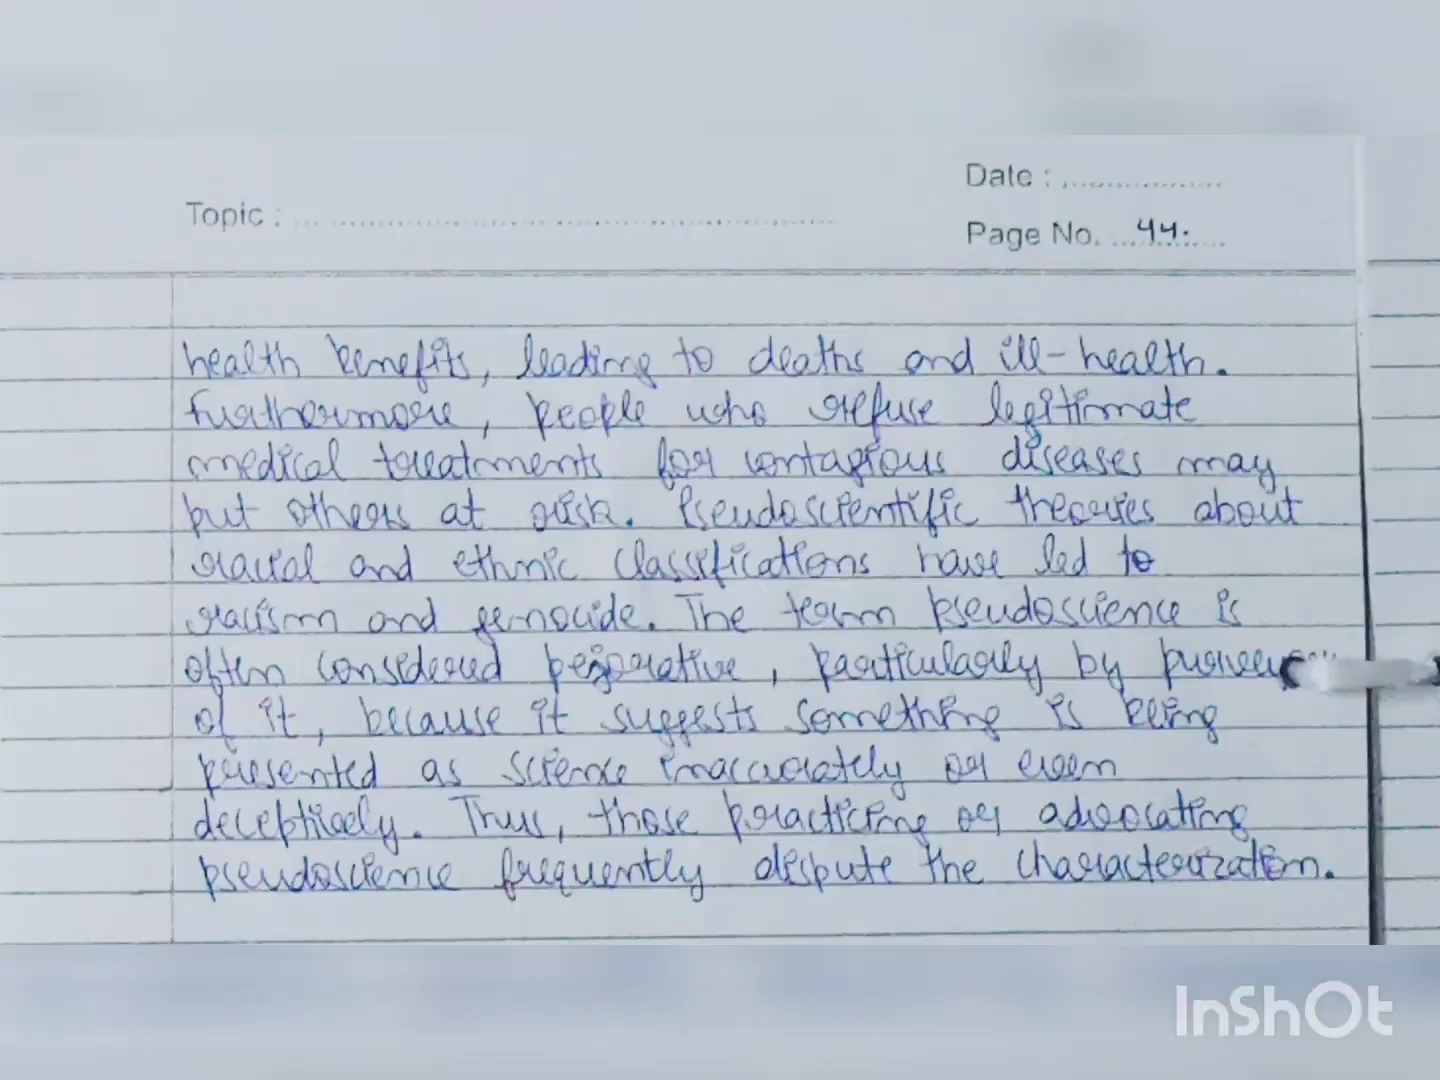 Date :
Topic :
Page No. 44.
health benefits, leading to deaths and ill-health.
Furthermore, people who refuse legitimate
medical treatments for contagious diseases may
put others at risk. Pseudoscientific theories about
racial and ethnic classifications have led to
racism and genocide. The term pseudoscience is
often considered pejorative, particularly by
of it, because it suggests something is being
presented as science inaccurately or even
deceptively. Thus, those practicing or advocating
pseudoscience frequently dispute the characterization.
InShOt